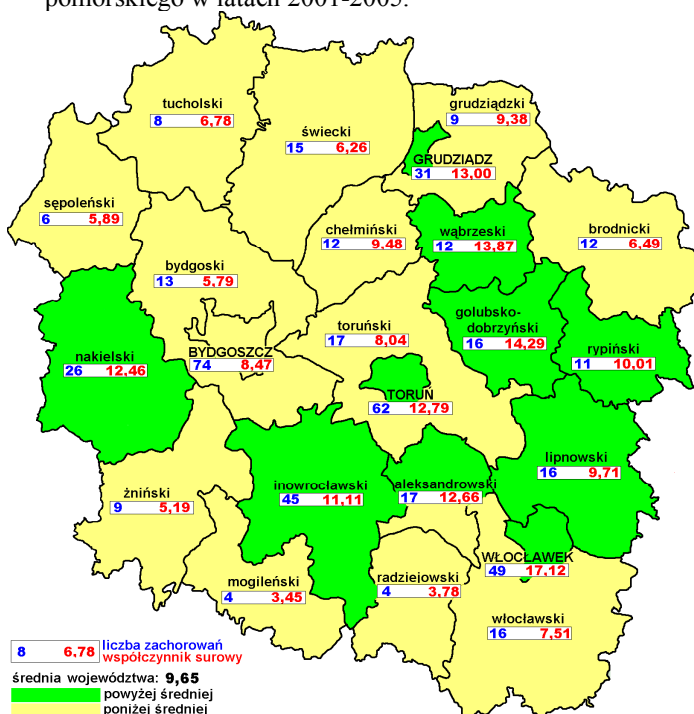 pomorskiego w latach 2001-2005.
tucholski
8 6,78
grudziądzki
9 9,38
świecki
15 6,26
GRUDZIĄDZ
31 13,00
sępoleński
6 5,89
chełmiński
12 9,48
wąbrzeski
12 13,87
brodnicki
12 6,49
bydgoski
13 5,79
golubsko-
dobrzyński
16 14,29
toruński
17 8,04
BYDGOSZCZ
74 8,47
nakielski
26 12,46
rypiński
11 10,01
TORUŃ
62 12,79
lipnowski
16 9,71
inowrocławski
45 11,11
aleksandrowski
17 12,66
żniński
9 5,19
WŁOCŁAWEK
49 17,12
mogileński
4 3,45
radziejowski
4 3,78
włocławski
16 7,51
8 6,78 liczba zachorowań
współczynnik surowy
średnia województwa: 9,65
powyżej średniej
poniżej średniej